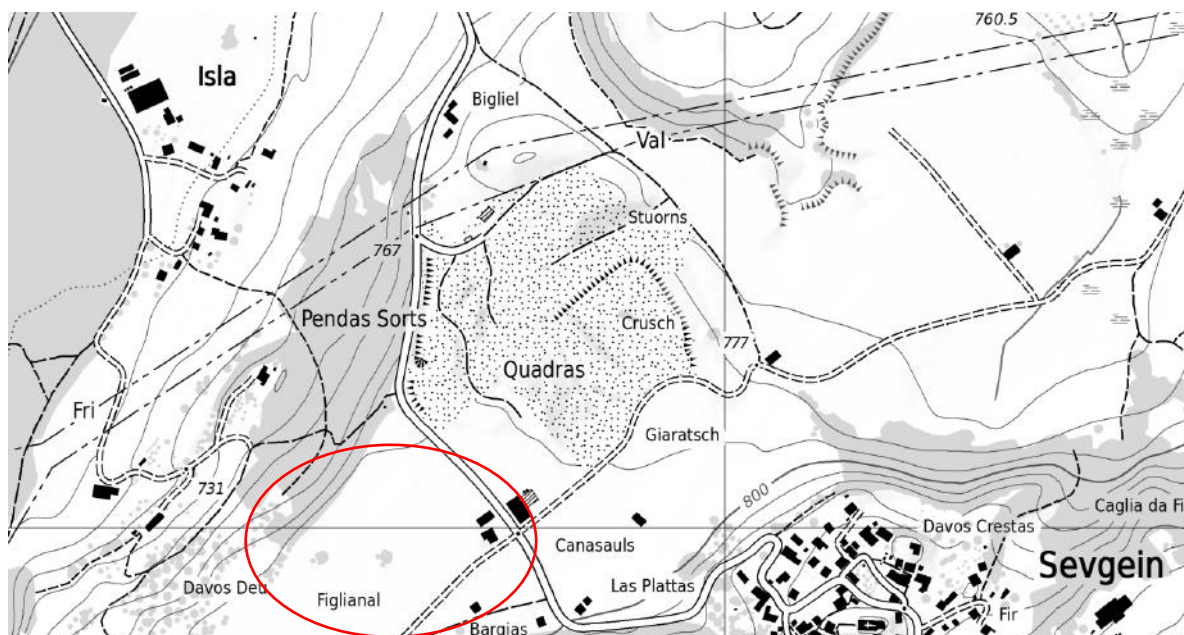 760.5
Isla
Bigliel
Val
Stuorns
767
Pendas Sorts
Crusch
777
Quadras
Fri
Giaratsch
731
800
Caglia da Fi
Davos Crestas
Canasauls
Sevgein
Davos Deu
Figlianal
Las Plattas
Fir
Bargias